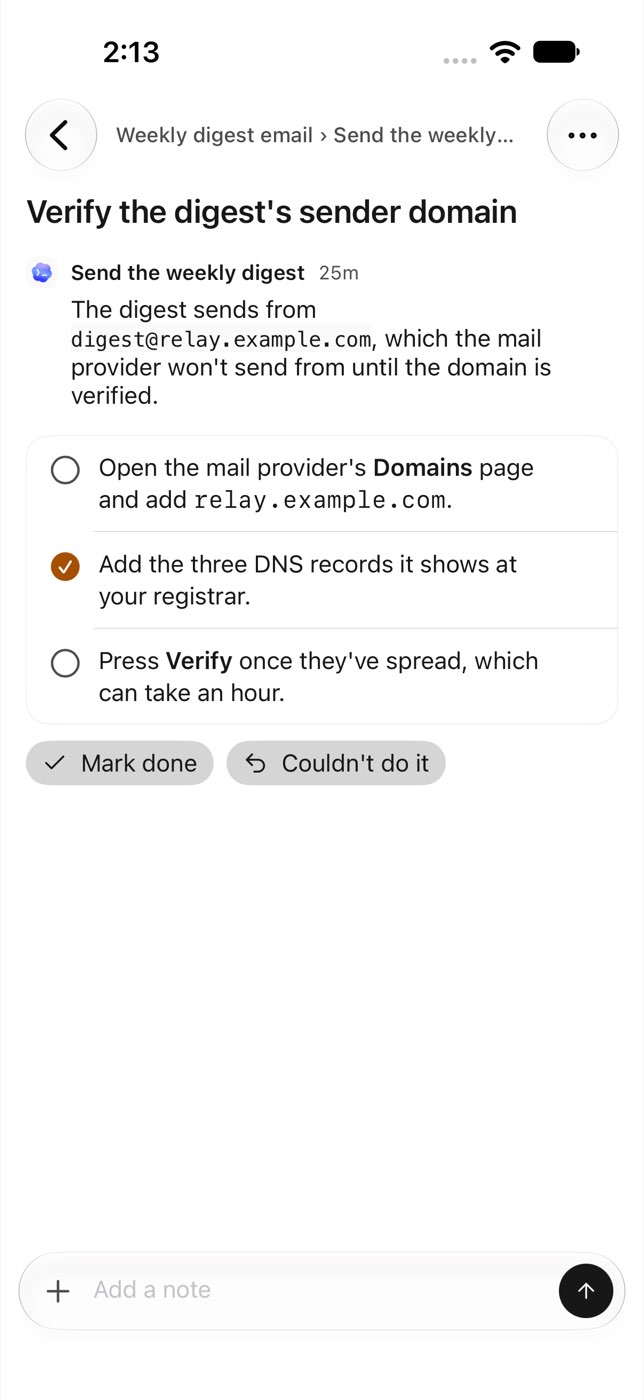 2:13
Weekly digest email › Send the weekly...
Verify the digest's sender domain
Send the weekly digest 25m
The digest sends from
digest@relay.example.com, which the mail
provider won't send from until the domain is
verified.
Open the mail provider's Domains page
and add relay.example.com.
Add the three DNS records it shows at
your registrar.
Press Verify once they've spread, which
can take an hour.
Mark done
Couldn't do it
Add a note